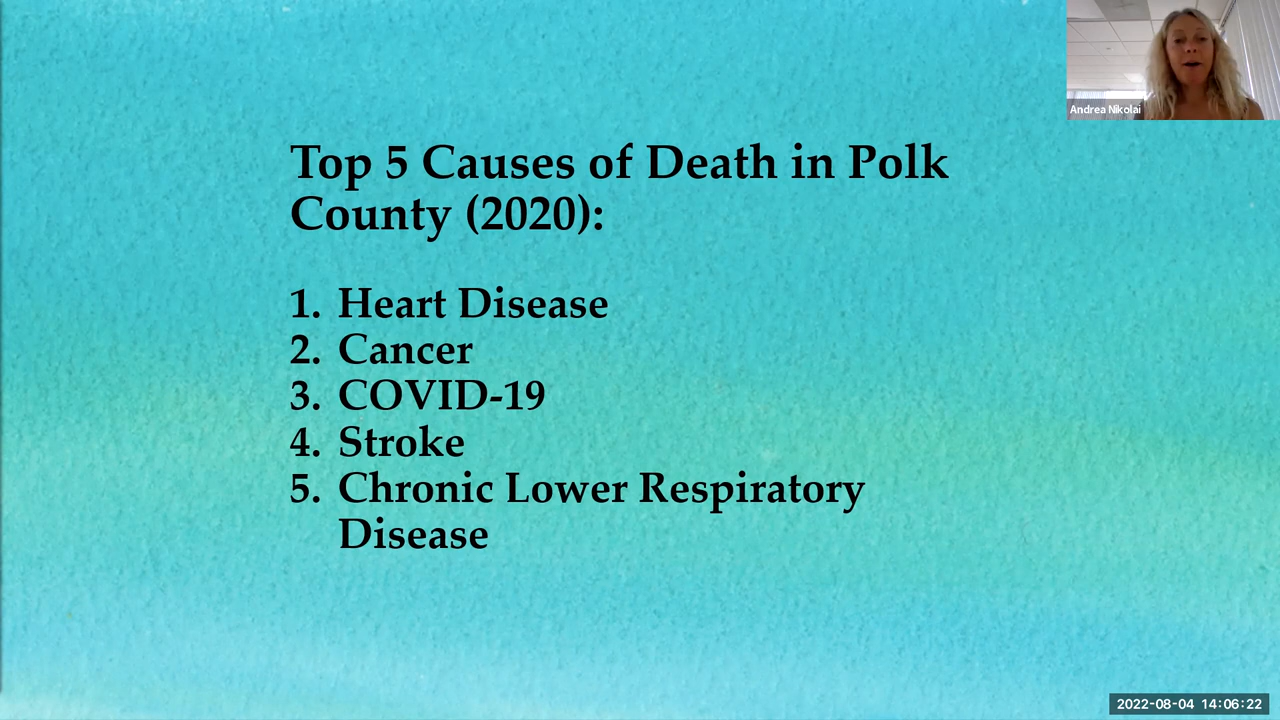 Andrea Nikolai
Top 5 Causes of Death in Polk
County (2020):
1. Heart Disease
2. Cancer
3. COVID-19
4. Stroke
5. Chronic Lower Respiratory
Disease
2022-08-04 14:06:22